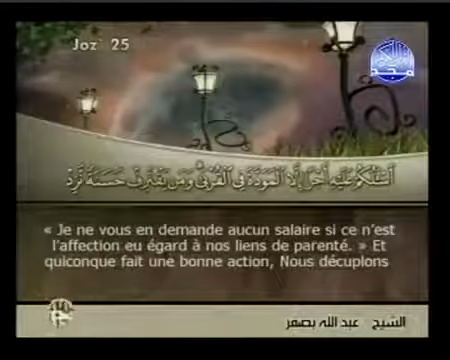 Joz' 25
مجد
أَسْـَٔلُكُمْ عَلَيْهِ أَجْرًا إِلَّا الْمَوَدَّةَ فِي الْقُرْبَىٰ وَمَن يَقْتَرِفْ حَسَنَةً نَّزِدْ
« Je ne vous en demande aucun salaire si ce n'est
l'affection eu égard à nos liens de parenté. » Et
quiconque fait une bonne action, Nous décuplons
الشيخ عبد الله بصفر